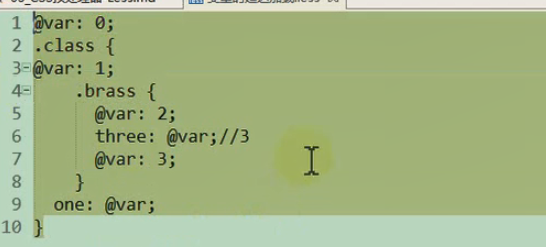 1 @var: 0;
2 .class {
3 @var: 1;
4 .brass {
5 @var: 2;
6 three: @var;//3
7 @var: 3;
8 }
9 one: @var;
10 }